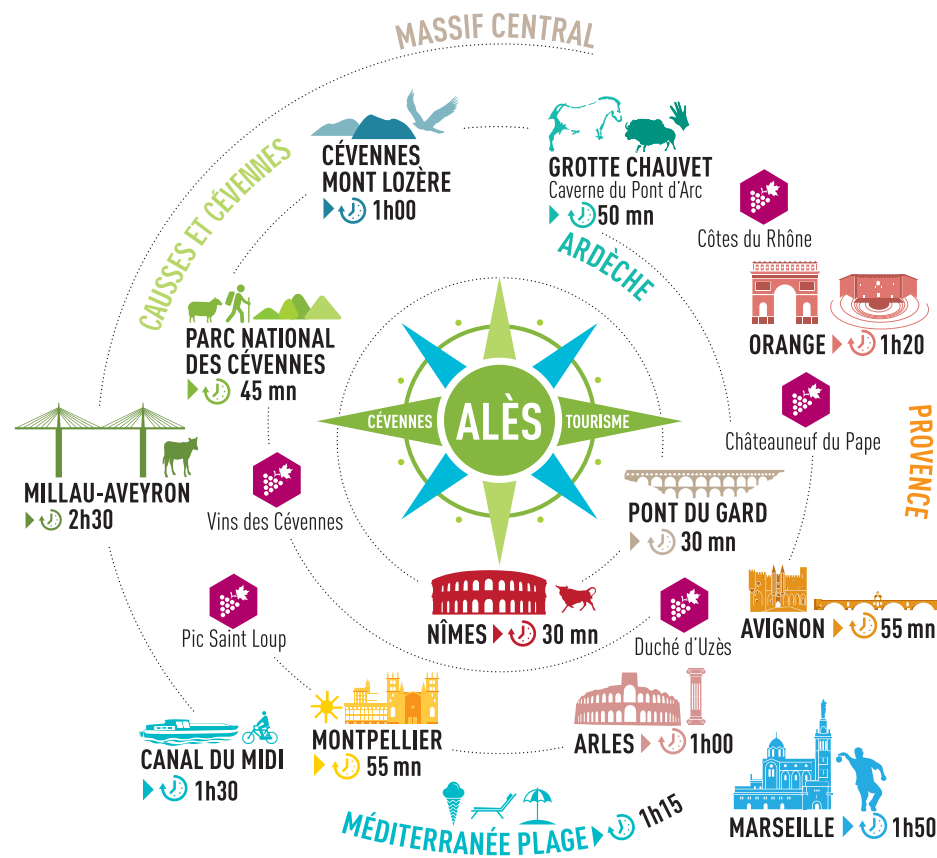 MASSIF CENTRAL
CAUSSES ET CÉVENNES
CÉVENNES
MONT LOZÈRE
1h00
GROTTE CHAUVET
Caverne du Pont d'Arc
50 mn
ARDÈCHE
Côtes du Rhône
ORANGE 1h20
PARC NATIONAL
DES CÉVENNES
45 mn
CÉVENNES ALÈS TOURISME
Châteauneuf du Pape
PROVENCE
MILLAU-AVEYRON
2h30
Vins des Cévennes
PONT DU GARD
30 mn
NÎMES 30 mn
Duché d'Uzès
AVIGNON 55 mn
Pic Saint Loup
CANAL DU MIDI
1h30
MONTPELLIER
55 mn
ARLES 1h00
MÉDITERRANÉE PLAGE 1h15
MARSEILLE 1h50